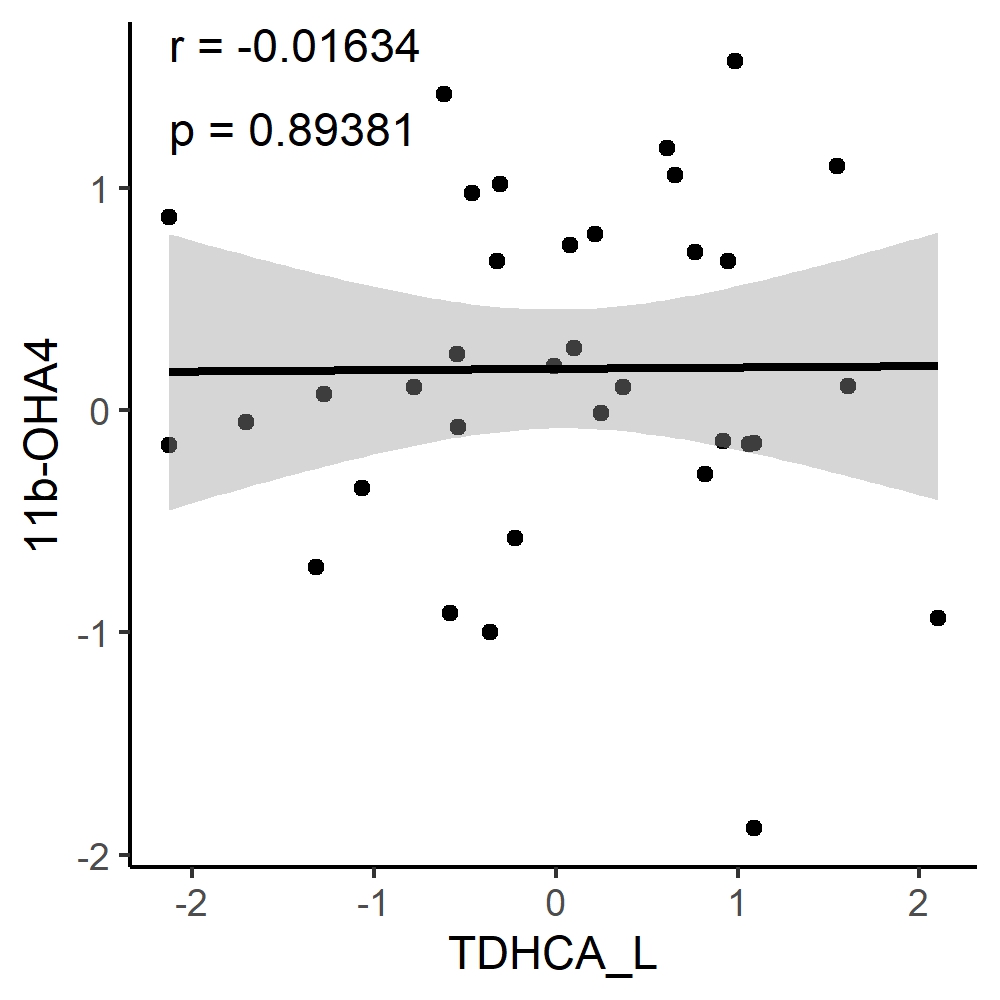 r = -0.01634
p = 0.89381
11b-OHA4
1
0
-1
-2
-2 -1 0 1 2
TDHCA_L